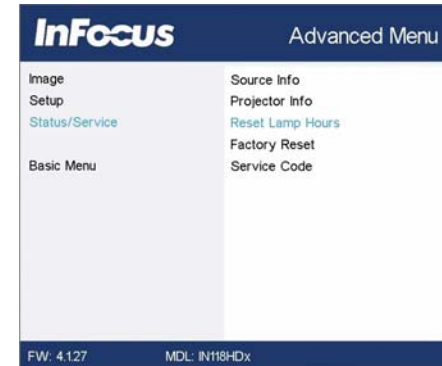 InFocus
Advanced Menu
Image
Setup
Status/Service
Basic Menu
Source Info
Projector Info
Reset Lamp Hours
Factory Reset
Service Code
FW: 4.1.27
MDL: IN118HDx